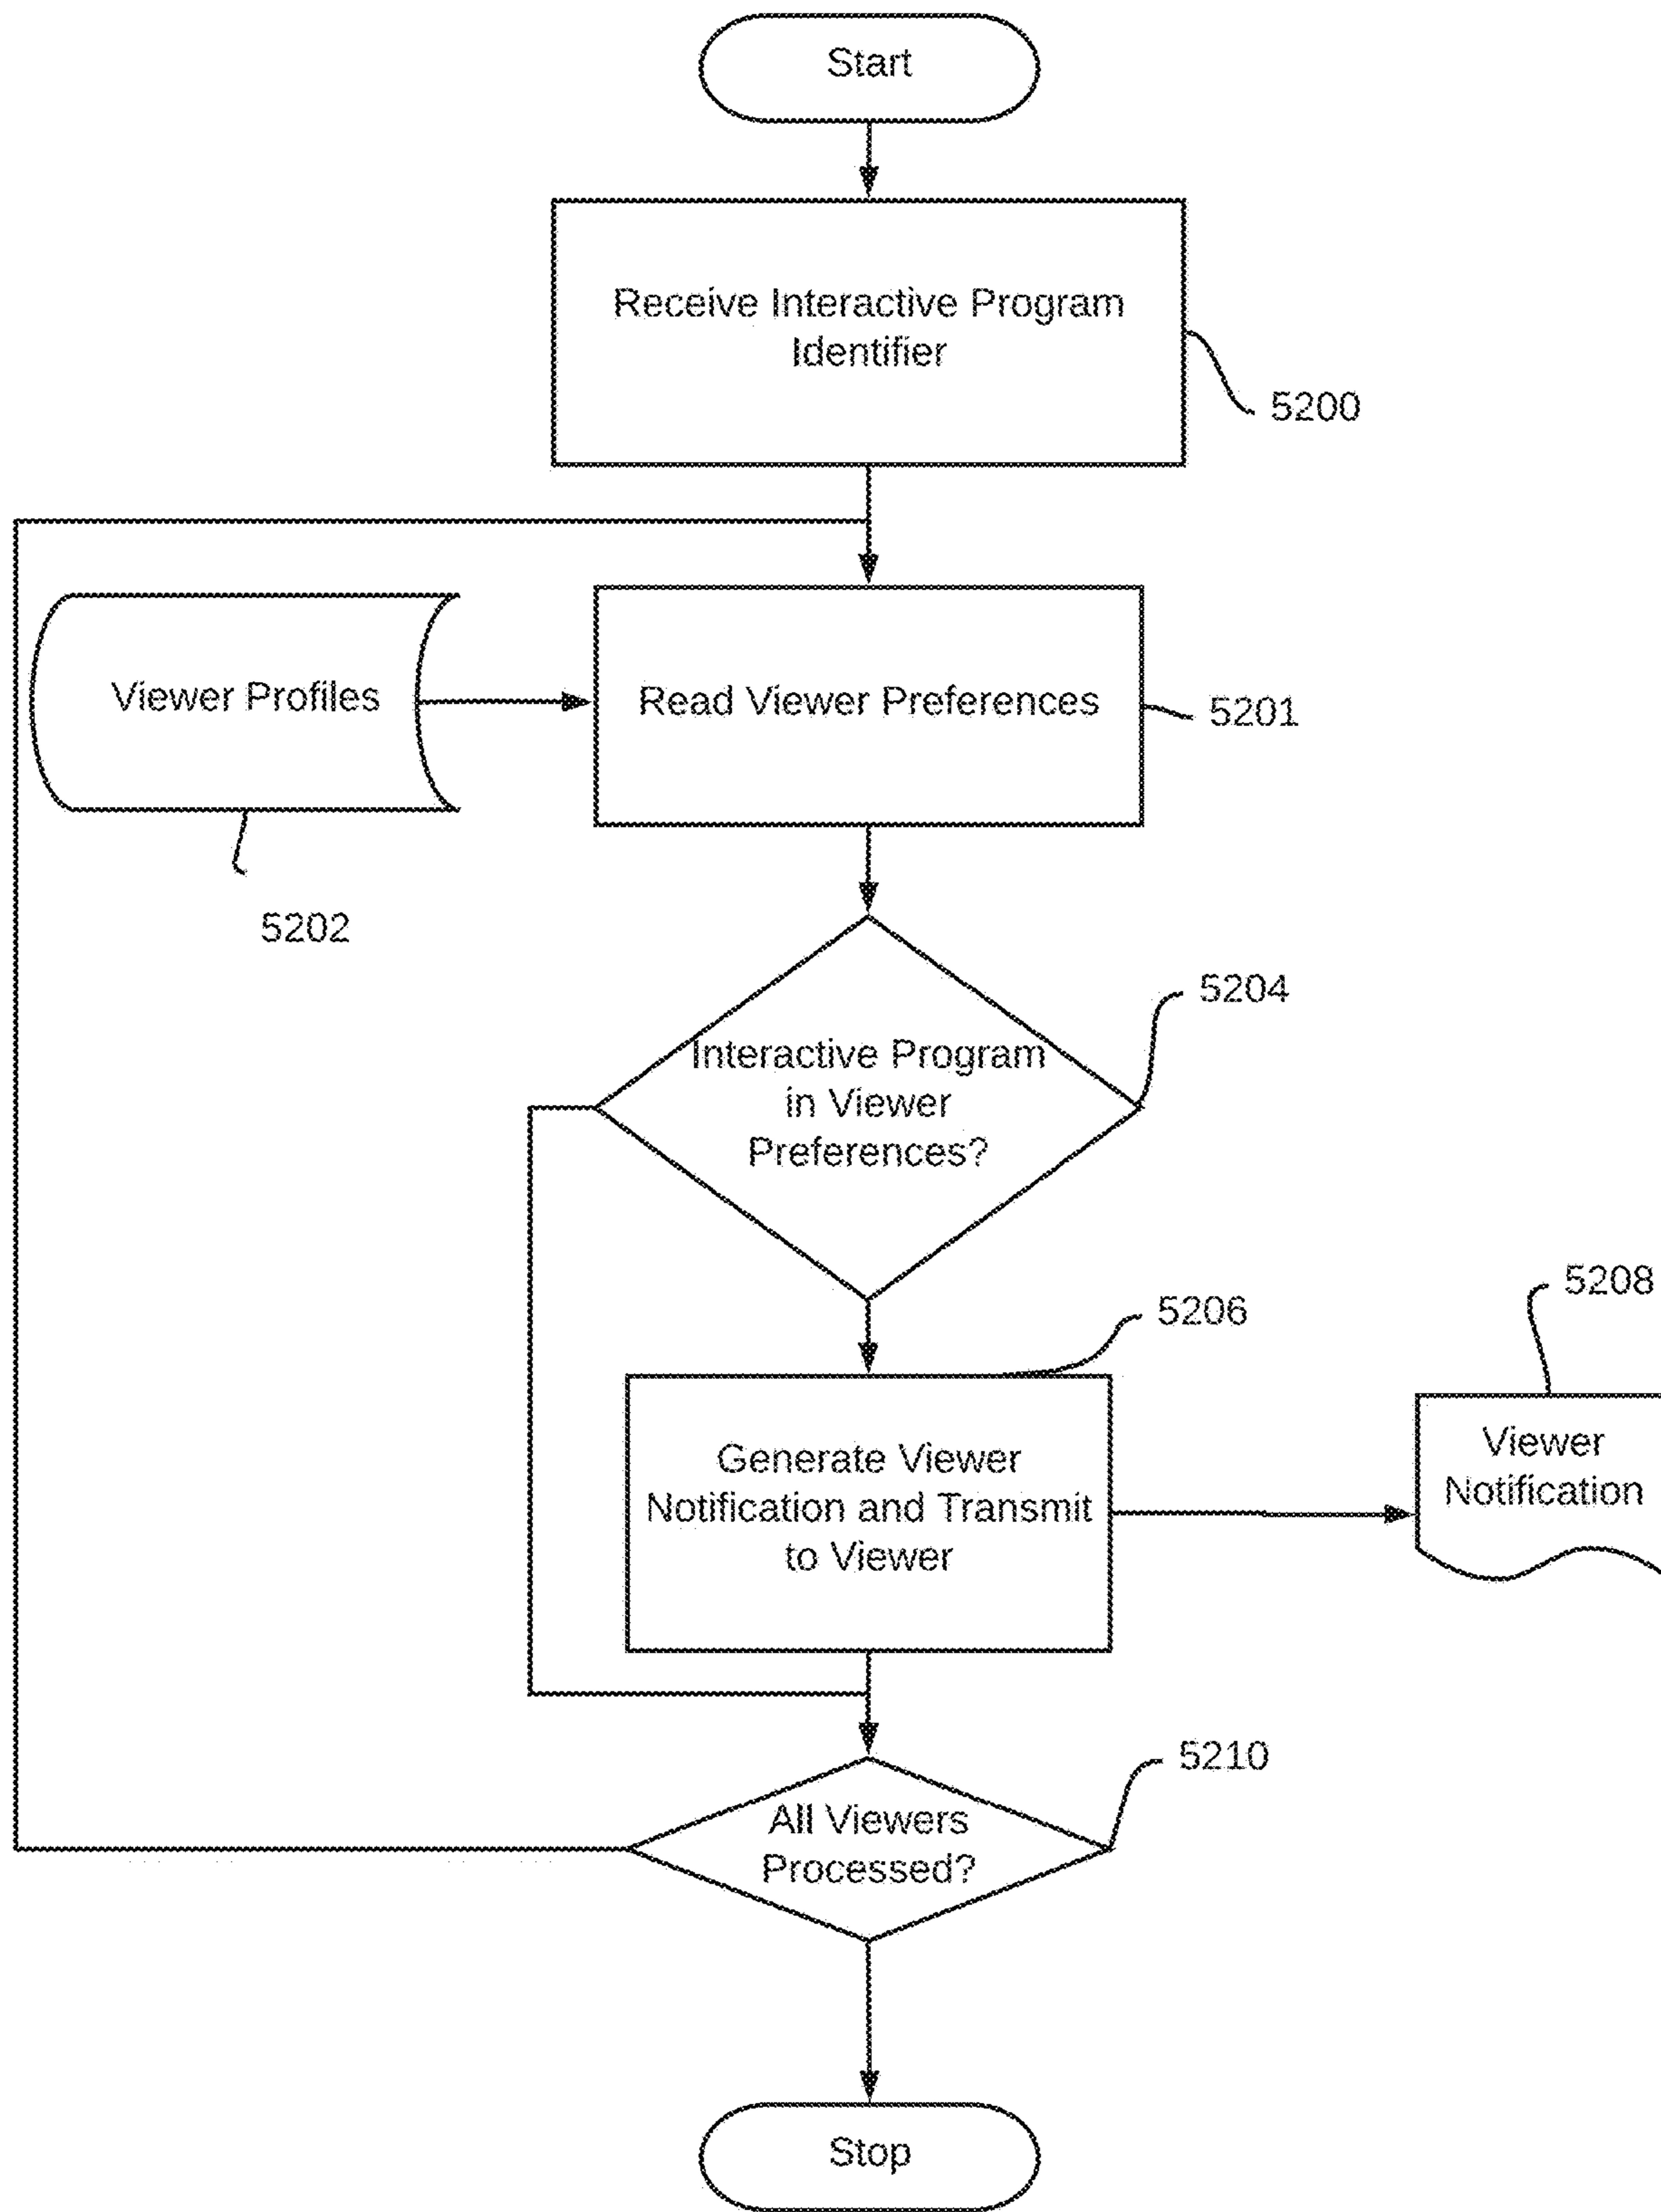 Start
Receive Interactive Program
Identifier
5200
Viewer Profiles
Read Viewer Preferences
5201
5202
5204
Interactive Program
in Viewer
Preferences?
5208
5206
Viewer
Notification
Generate Viewer
Notification and Transmit
to Viewer
5210
All Viewers
Processed?
Stop